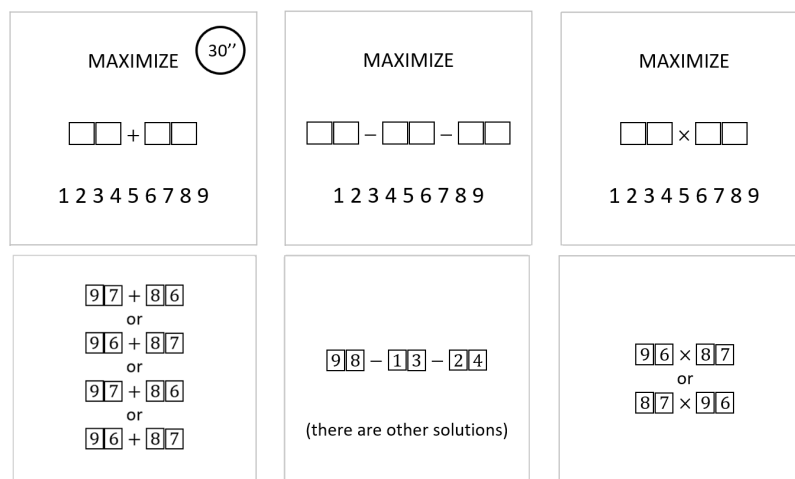 MAXIMIZE
30’’
□□ + □□
1 2 3 4 5 6 7 8 9
MAXIMIZE
□□ − □□ − □□
1 2 3 4 5 6 7 8 9
MAXIMIZE
□□ × □□
1 2 3 4 5 6 7 8 9
97 + 86
or
96 + 87
or
97 + 86
or
96 + 87
98 − 13 − 24
(there are other solutions)
96 × 87
or
87 × 96